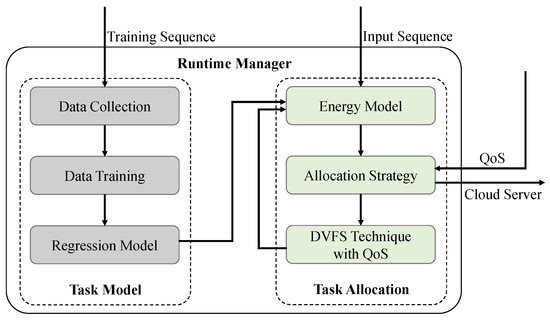 Training Sequence
Input Sequence
Runtime Manager
Data Collection
Data Training
Regression Model
Task Model
Energy Model
Allocation Strategy
DVFS Technique
with QoS
Task Allocation
QoS
Cloud Server